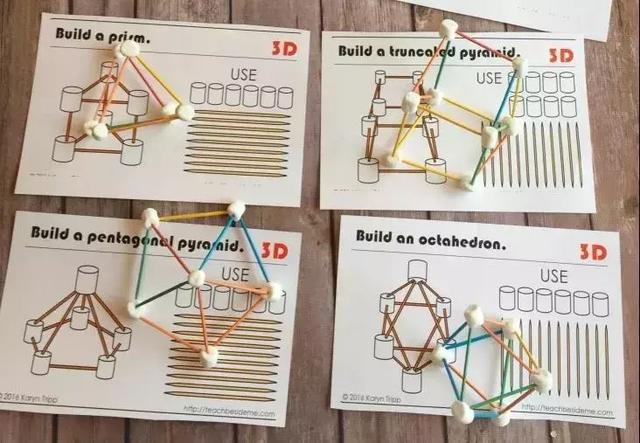 Build a prism.
3D
USE
Build a truncated pyramid.
3D
USE
Build a pentagonal pyramid.
3D
USE
© 2016 Karyn Tripp
http://teachbesideme.com
Build an octahedron.
3D
USE
© 2016 Karyn Tripp
http://teachbesideme.com